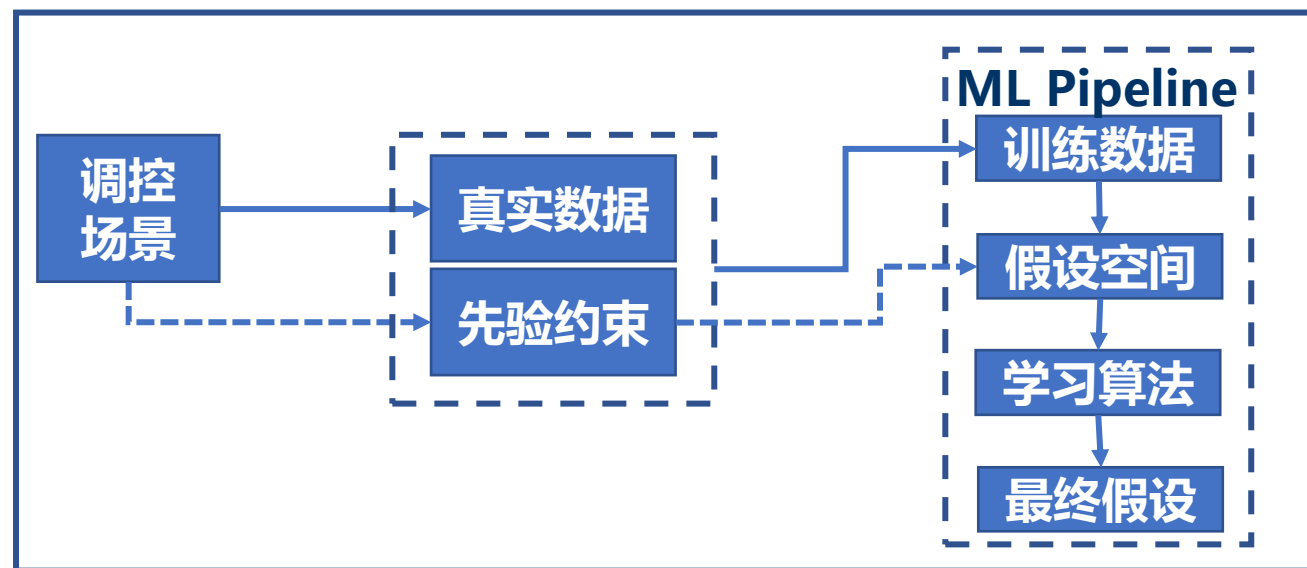 调控
场景
真实数据
先验约束
ML Pipeline
训练数据
假设空间
学习算法
最终假设